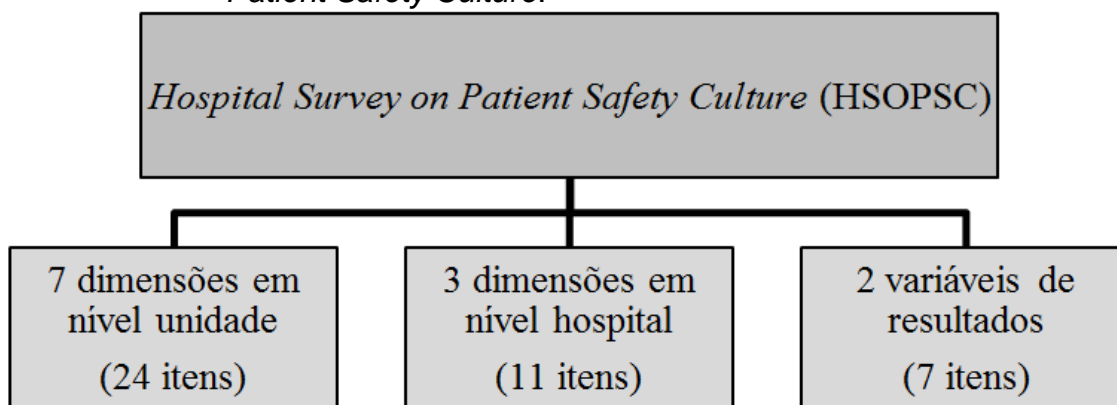 Patient Safety Culture.
Hospital Survey on Patient Safety Culture (HSOPSC)
7 dimensões em
nível unidade
(24 itens)
3 dimensões em
nível hospital
(11 itens)
2 variáveis de
resultados
(7 itens)